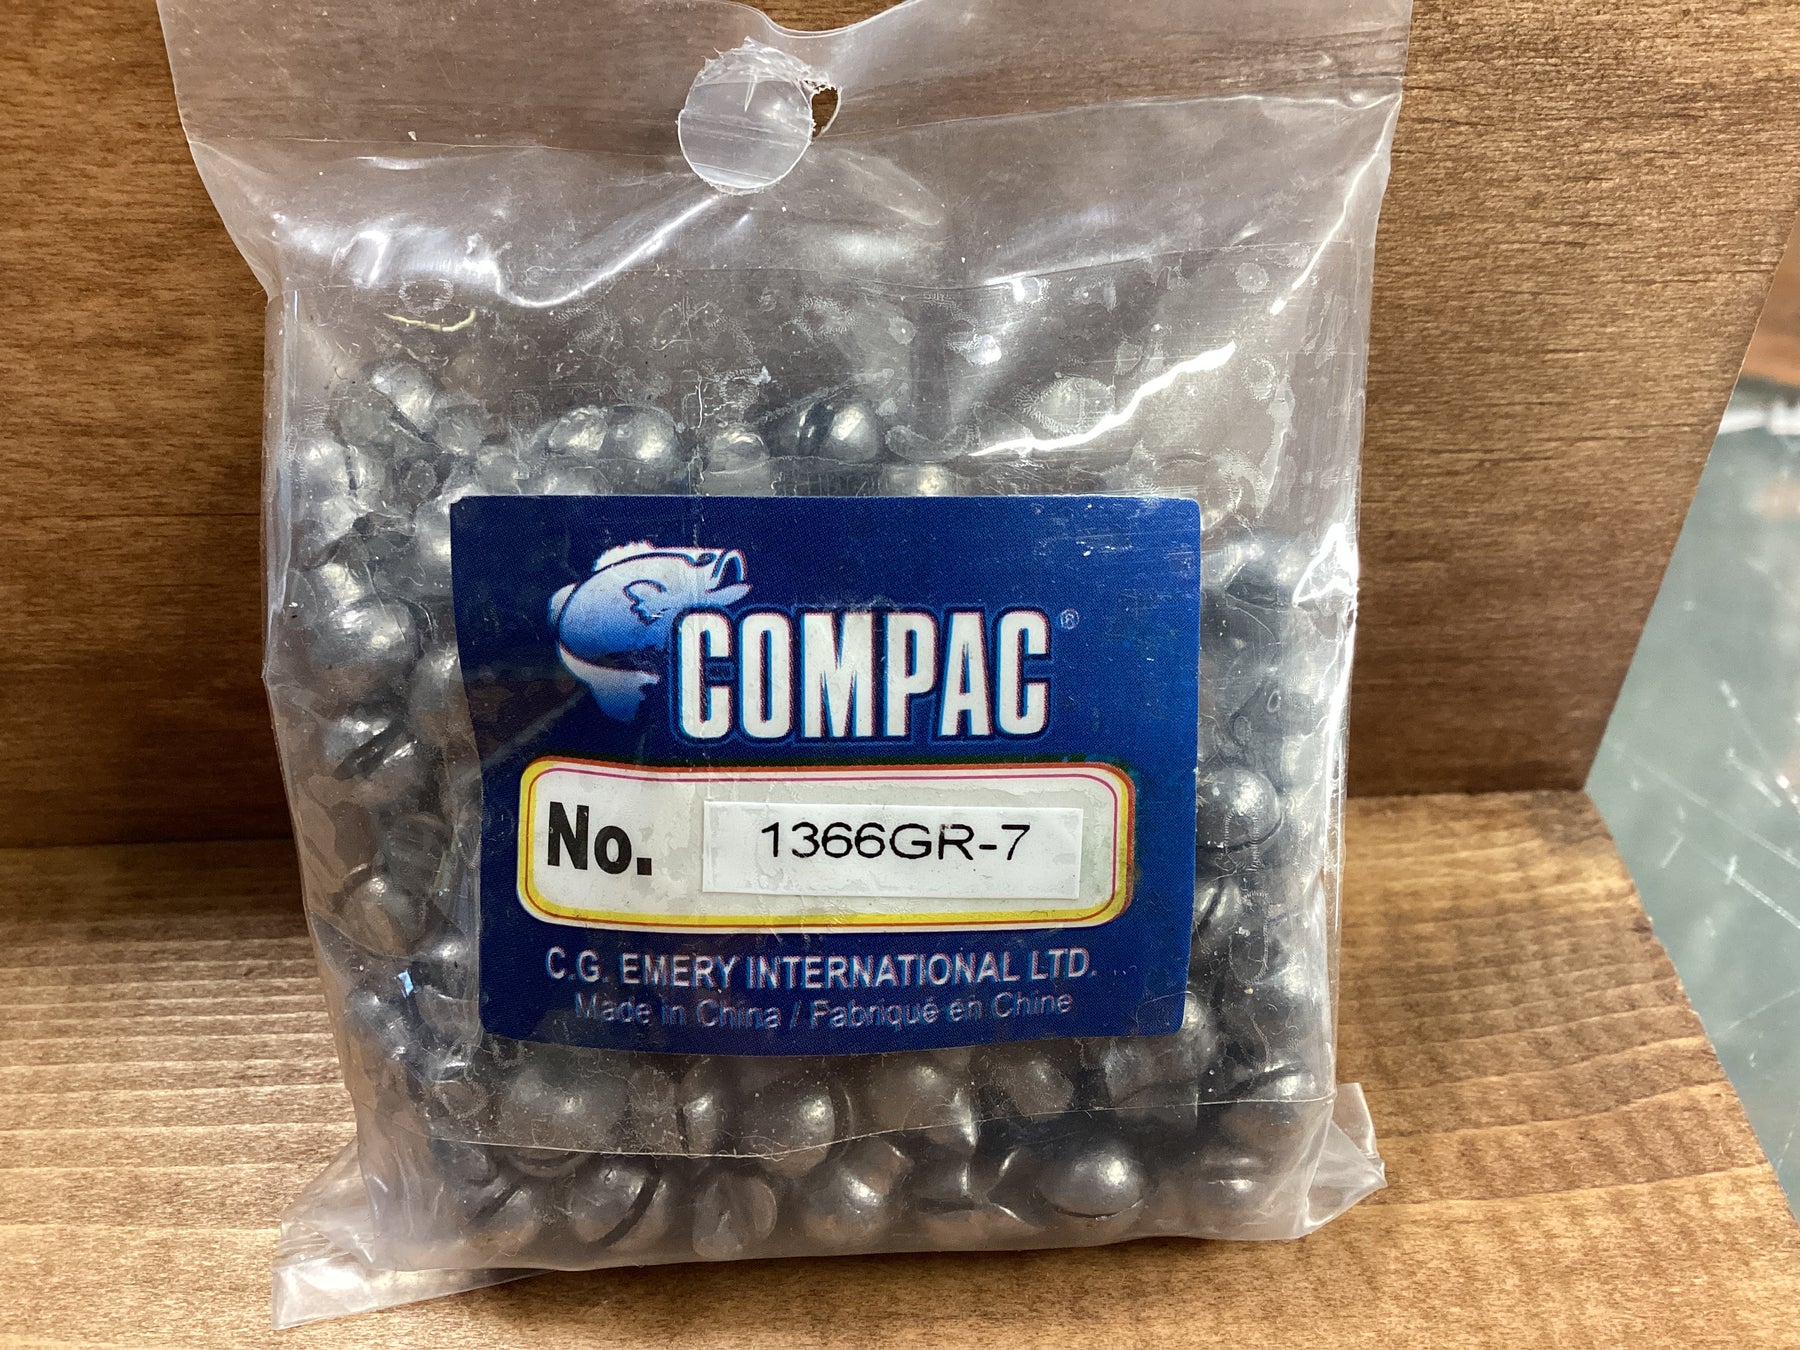 COMPAC®
No. 1366GR-7
C.G. EMERY INTERNATIONAL LTD.
Made in China / Fabriqué en Chine